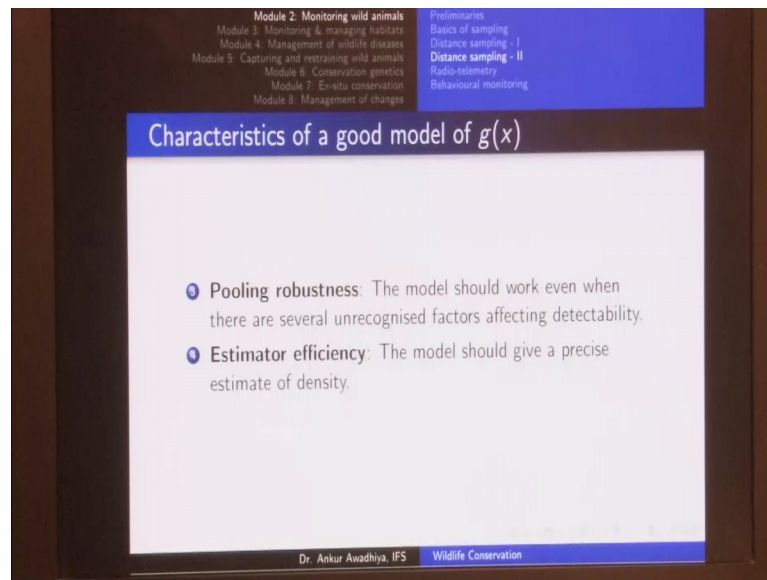 Module 2: Monitoring wild animals
Module 3: Monitoring & managing habitats
Module 4: Management of wildlife diseases
Module 5: Capturing and restraining wild animals
Module 6: Conservation genetics
Module 7: Ex-situ conservation
Module 8: Management of changes
Preliminaries
Basics of sampling
Distance sampling - I
Distance sampling - II
Radio-telemetry
Behavioural monitoring
Characteristics of a good model of g(x)
3 Pooling robustness: The model should work even when
there are several unrecognised factors affecting detectability.
4 Estimator efficiency: The model should give a precise
estimate of density.
Dr. Ankur Awadhiya, IFS
Wildlife Conservation